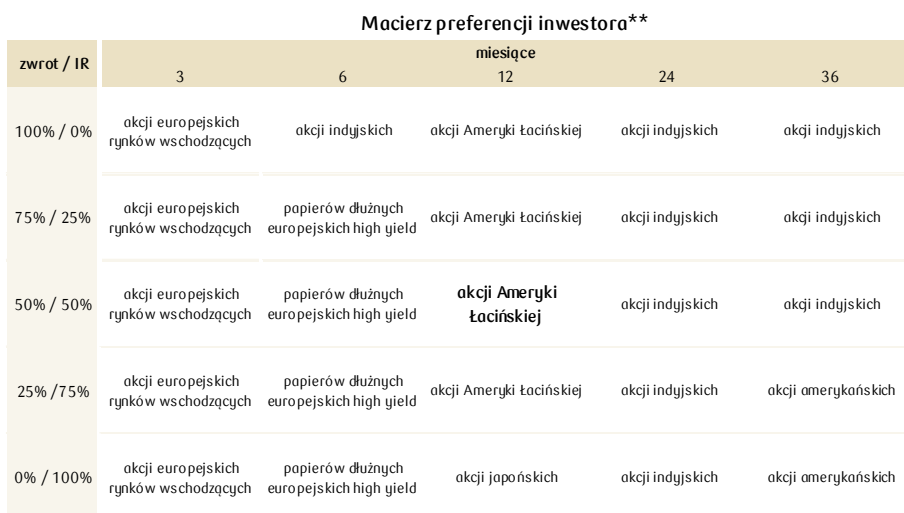 Macierz preferencji inwestora**
zwrot / IR
miesiące
3 6 12 24 36
100% / 0%
akcji europejskich
rynków wschodzących
akcji indyjskich
akcji Ameryki Łacińskiej
akcji indyjskich
akcji indyjskich
75% / 25%
akcji europejskich
rynków wschodzących
papierów dłużnych
europejskich high yield
akcji Ameryki Łacińskiej
akcji indyjskich
akcji indyjskich
50% / 50%
akcji europejskich
rynków wschodzących
papierów dłużnych
europejskich high yield
akcji Ameryki
Łacińskiej
akcji indyjskich
akcji indyjskich
25% /75%
akcji europejskich
rynków wschodzących
papierów dłużnych
europejskich high yield
akcji Ameryki Łacińskiej
akcji indyjskich
akcji amerykańskich
0% / 100%
akcji europejskich
rynków wschodzących
papierów dłużnych
europejskich high yield
akcji japońskich
akcji indyjskich
akcji amerykańskich